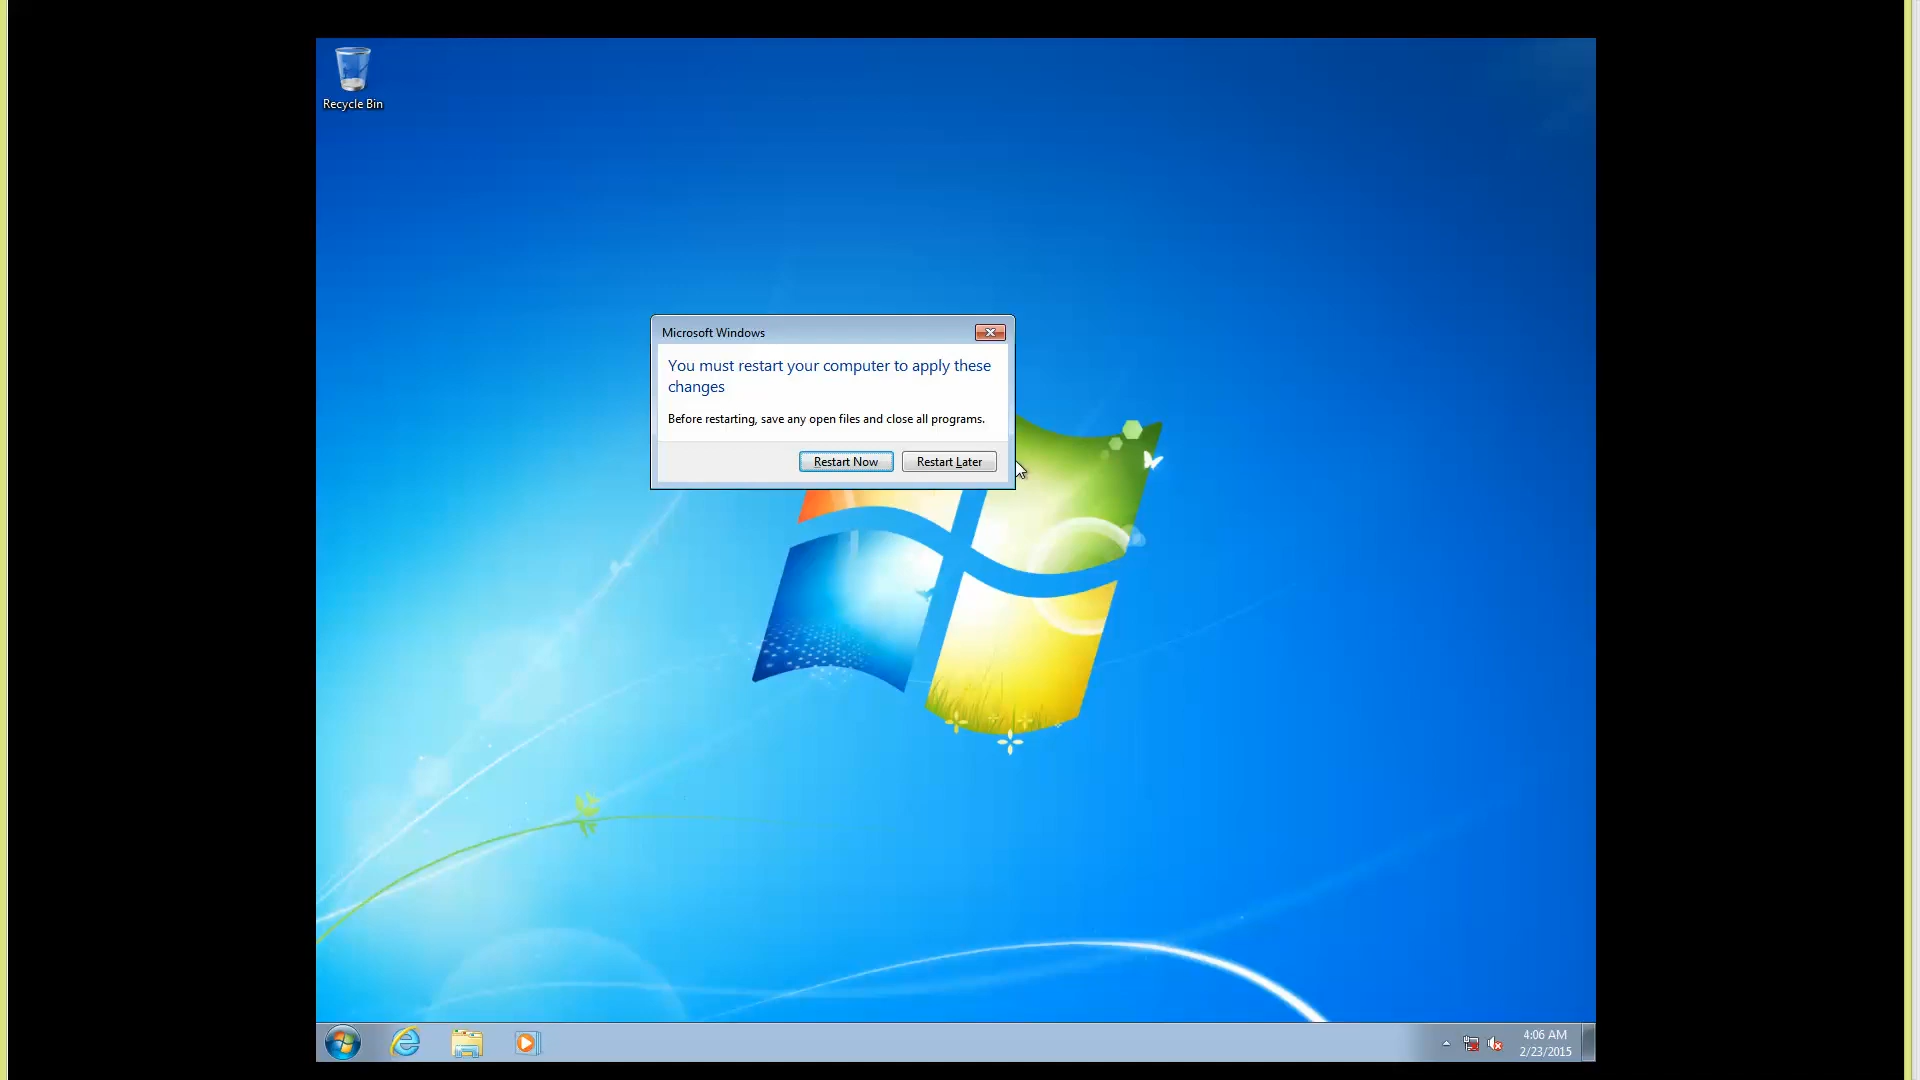 Recycle Bin
Microsoft Windows
You must restart your computer to apply these
changes
Before restarting, save any open files and close all programs.
Restart Now
Restart Later
4:06 AM
2/23/2015